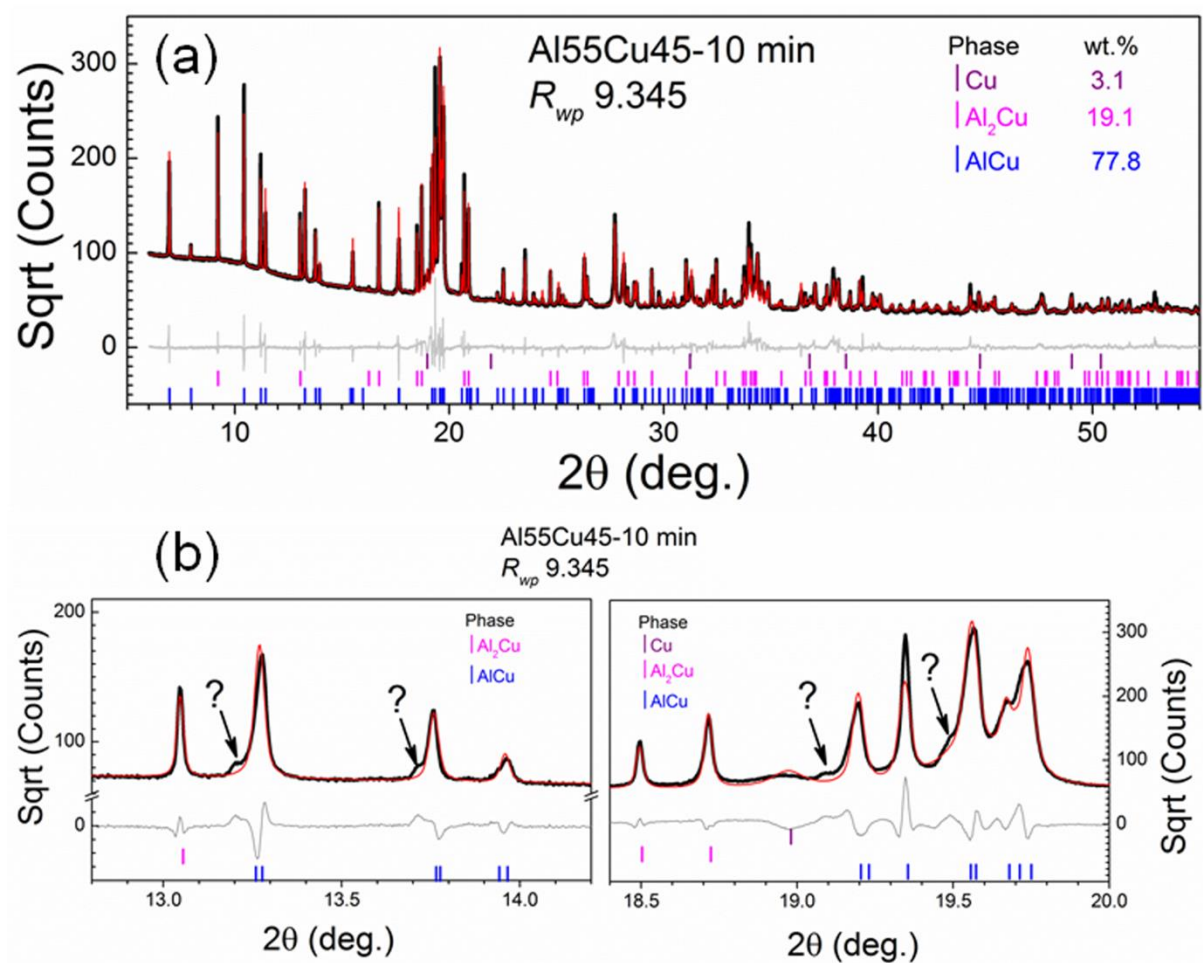 (a)
Al55Cu45-10 min
R_wp 9.345
Phase wt.%
Cu 3.1
Al₂Cu 19.1
AlCu 77.8
Sqrt (Counts)
300
200
100
0
10 20 30 40 50
2θ (deg.)
(b)
Al55Cu45-10 min
R_wp 9.345
Sqrt (Counts)
200
100
0
Phase
Al₂Cu
AlCu
?
?
13.0 13.5 14.0
2θ (deg.)
Phase
Cu
Al₂Cu
AlCu
?
?
300
200
100
0
Sqrt (Counts)
18.5 19.0 19.5 20.0
2θ (deg.)